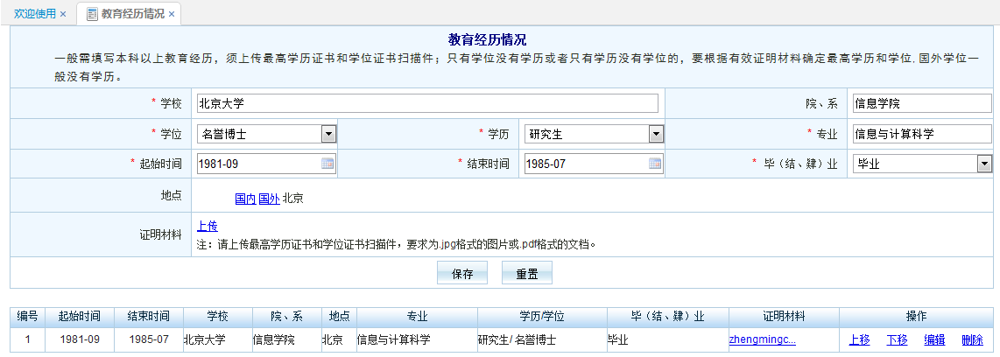 欢迎使用 × 教育经历情况 ×
教育经历情况
一般需填写本科以上教育经历，须上传最高学历证书和学位证书扫描件；只有学位没有学历或者只有学历没有学位的，要根据有效证明材料确定最高学历和学位.国外学位一
般没有学历。
* 学校 北京大学 院、系 信息学院
* 学位 名誉博士 * 学历 研究生 * 专业 信息与计算科学
* 起始时间 1981-09 * 结束时间 1985-07 * 毕（结、肄）业 毕业
地点 国内 国外 北京
证明材料 上传
注：请上传最高学历证书和学位证书扫描件，要求为.jpg格式的图片或.pdf格式的文档。
保存 重置
编号 起始时间 结束时间 学校 院、系 地点 专业 学历/学位 毕（结、肄）业 证明材料 操作
1 1981-09 1985-07 北京大学 信息学院 北京 信息与计算科学 研究生/ 名誉博士 毕业 zhengmingc... 上移 下移 编辑 删除